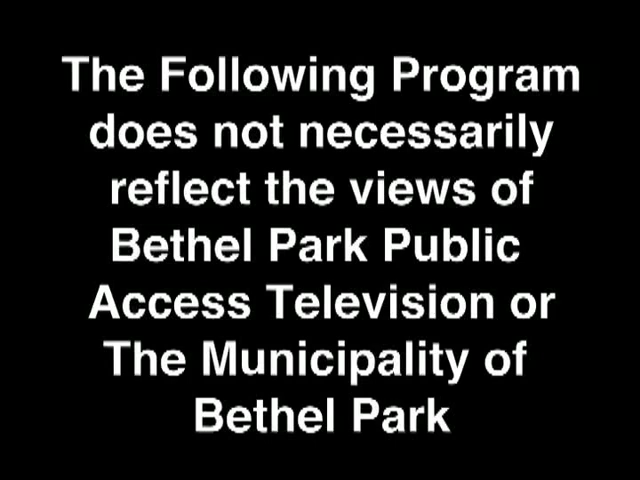 The Following Program
does not necessarily
reflect the views of
Bethel Park Public
Access Television or
The Municipality of
Bethel Park